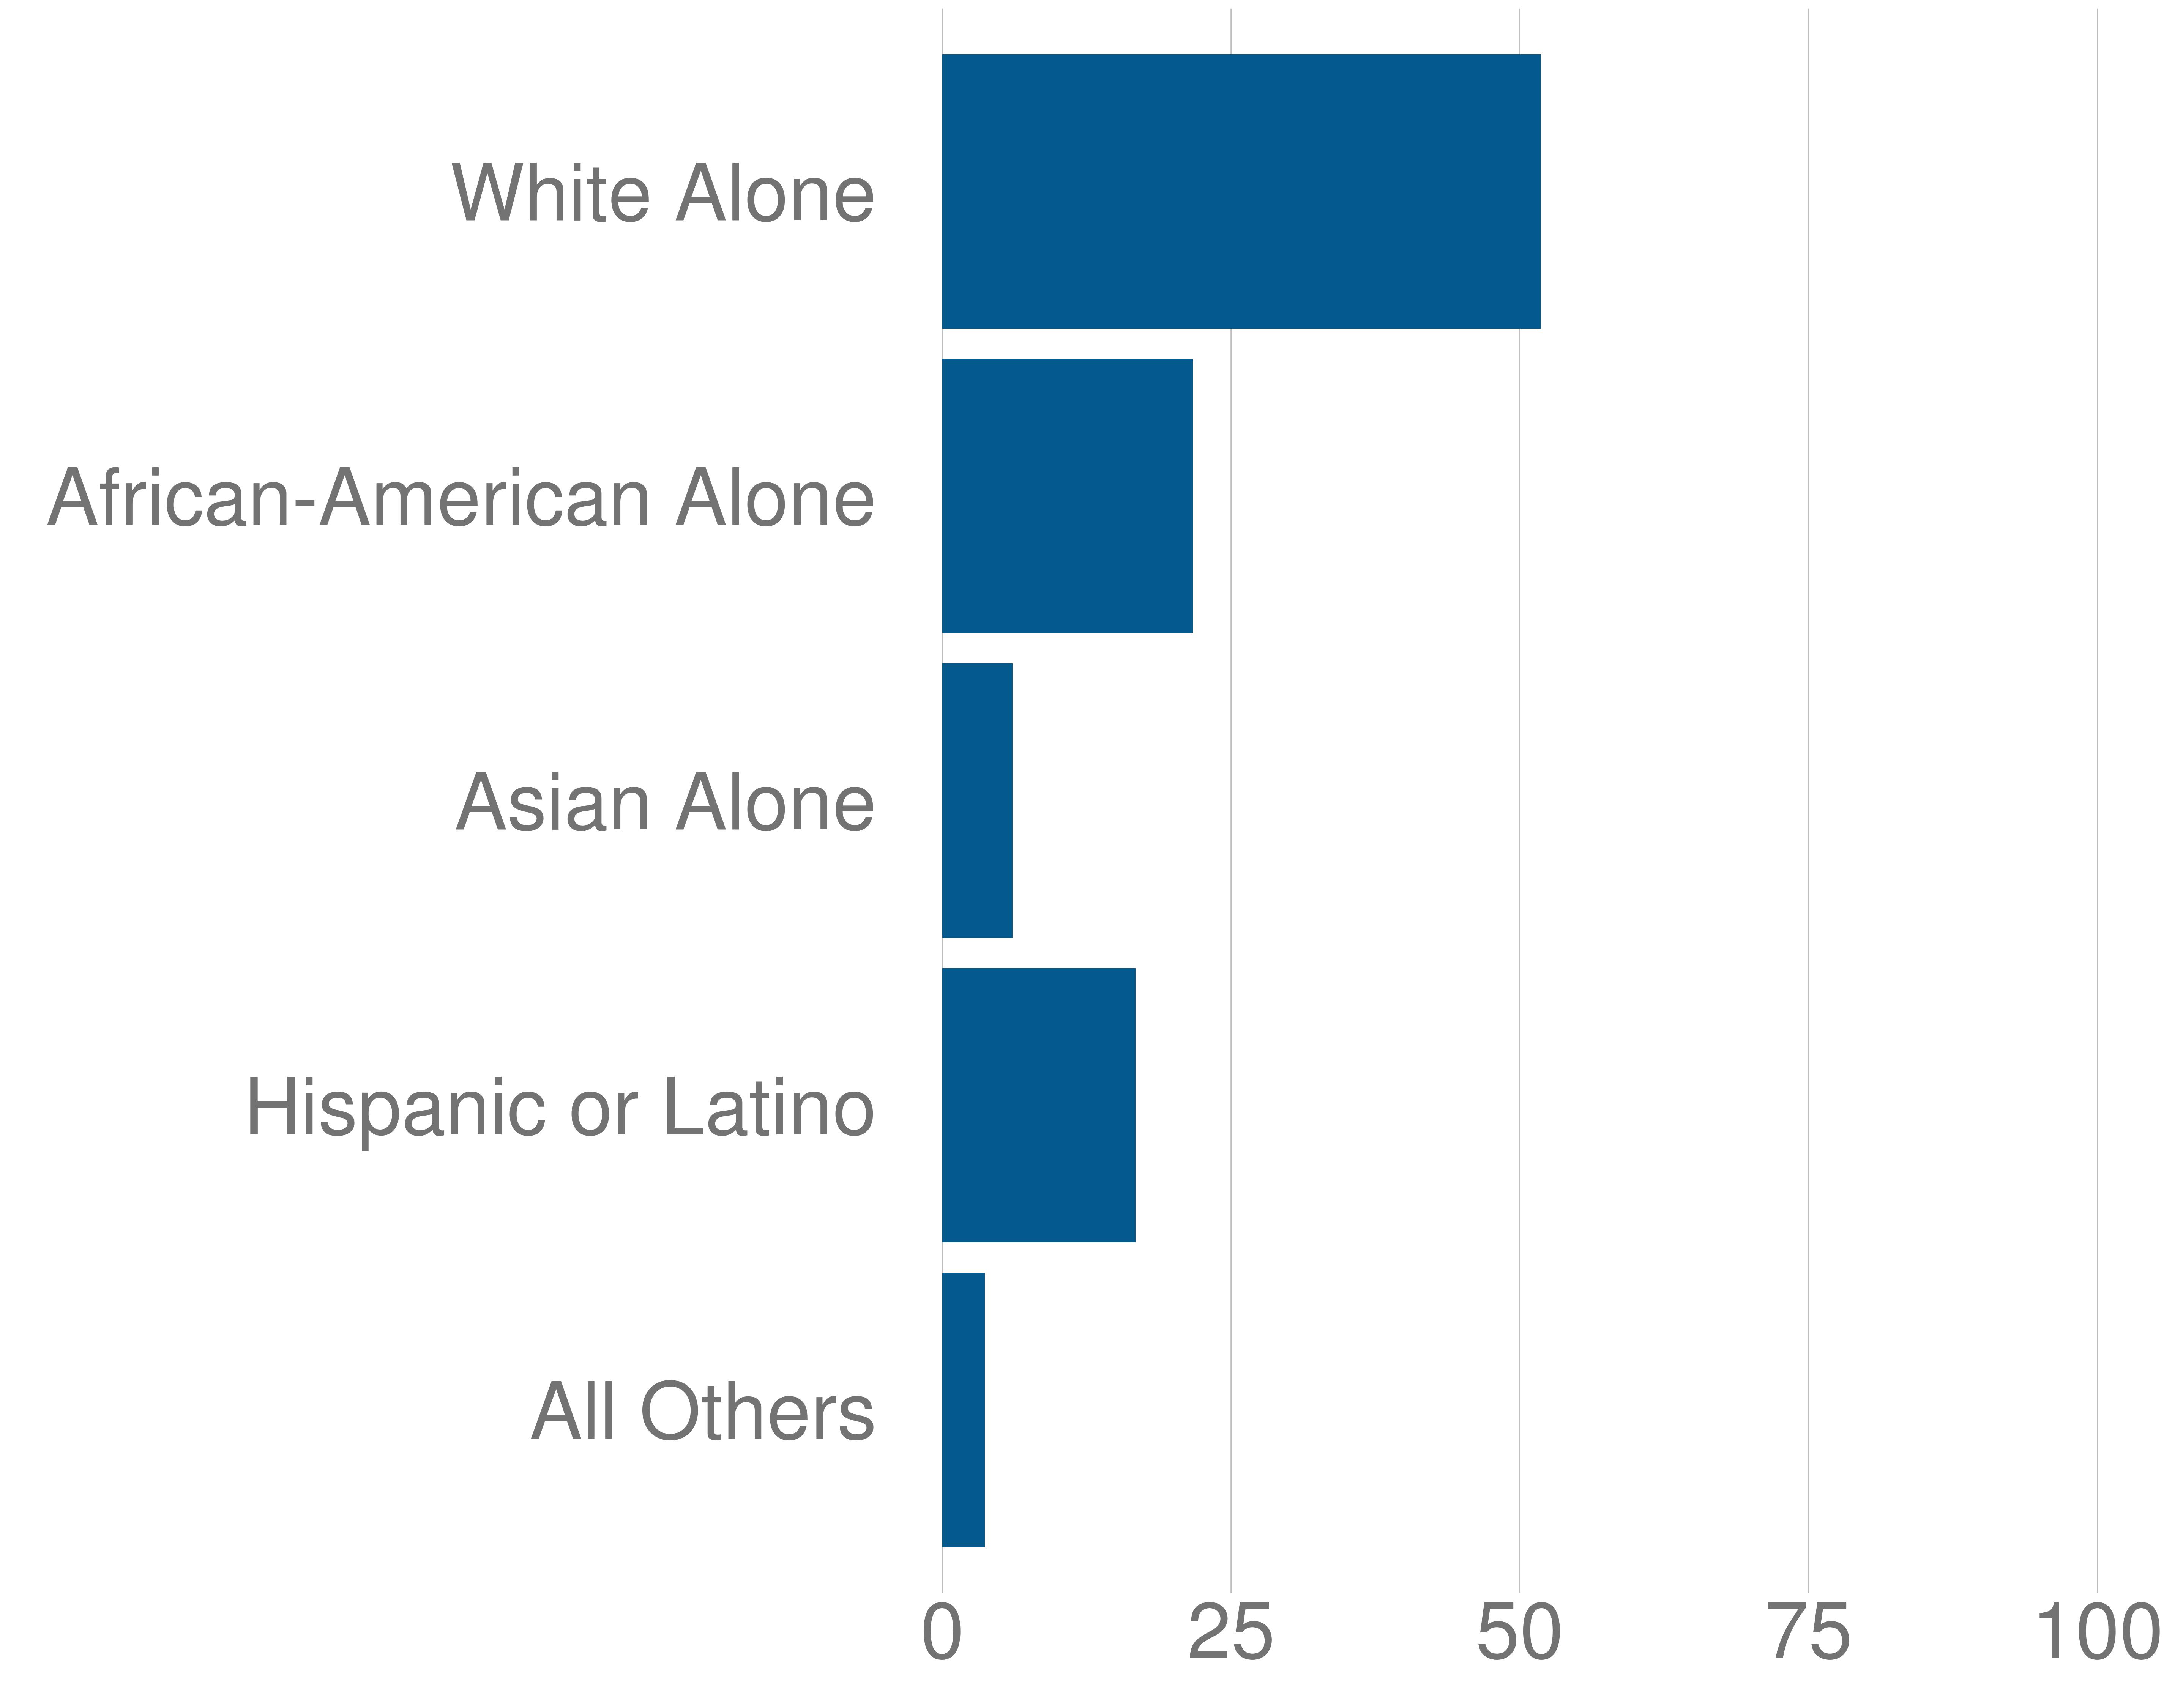 White Alone
African-American Alone
Asian Alone
Hispanic or Latino
All Others
0 25 50 75 100